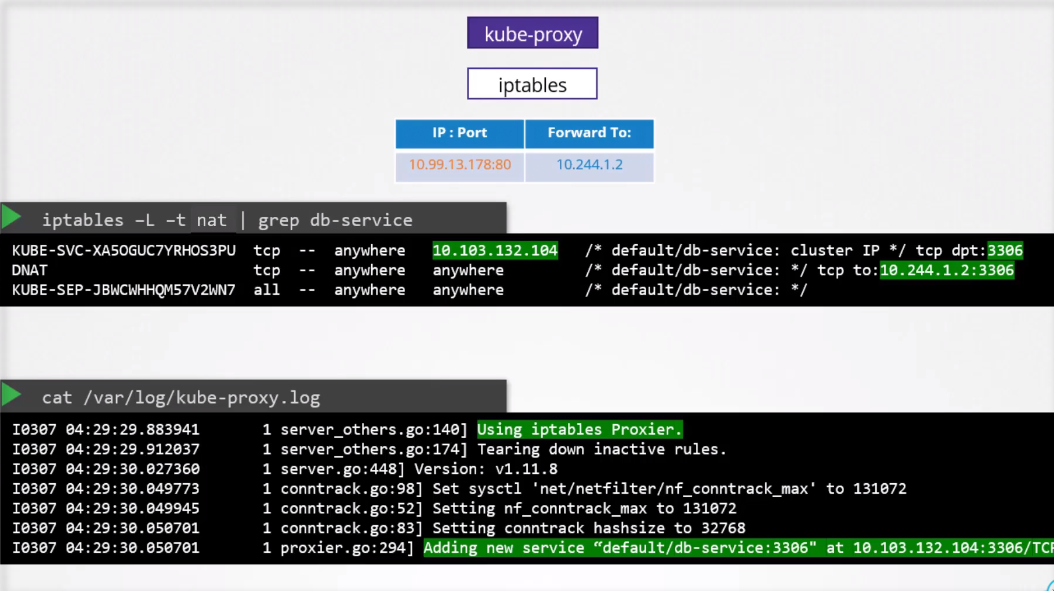 kube-proxy
iptables
IP : Port Forward To:
10.99.13.178:80 10.244.1.2
iptables –L –t nat | grep db-service
KUBE-SVC-XA5OGUC7YRHOS3PU tcp -- anywhere 10.103.132.104 /* default/db-service: cluster IP */ tcp dpt:3306
DNAT tcp -- anywhere anywhere /* default/db-service: */ tcp to:10.244.1.2:3306
KUBE-SEP-JBWCWHHQM57V2WN7 all -- anywhere anywhere /* default/db-service: */
cat /var/log/kube-proxy.log
I0307 04:29:29.883941 1 server_others.go:140] Using iptables Proxier.
I0307 04:29:29.912037 1 server_others.go:174] Tearing down inactive rules.
I0307 04:29:30.027360 1 server.go:448] Version: v1.11.8
I0307 04:29:30.049773 1 conntrack.go:98] Set sysctl 'net/netfilter/nf_conntrack_max' to 131072
I0307 04:29:30.049945 1 conntrack.go:52] Setting nf_conntrack_max to 131072
I0307 04:29:30.050701 1 conntrack.go:83] Setting conntrack hashsize to 32768
I0307 04:29:30.050701 1 proxier.go:294] Adding new service “default/db-service:3306" at 10.103.132.104:3306/TCP